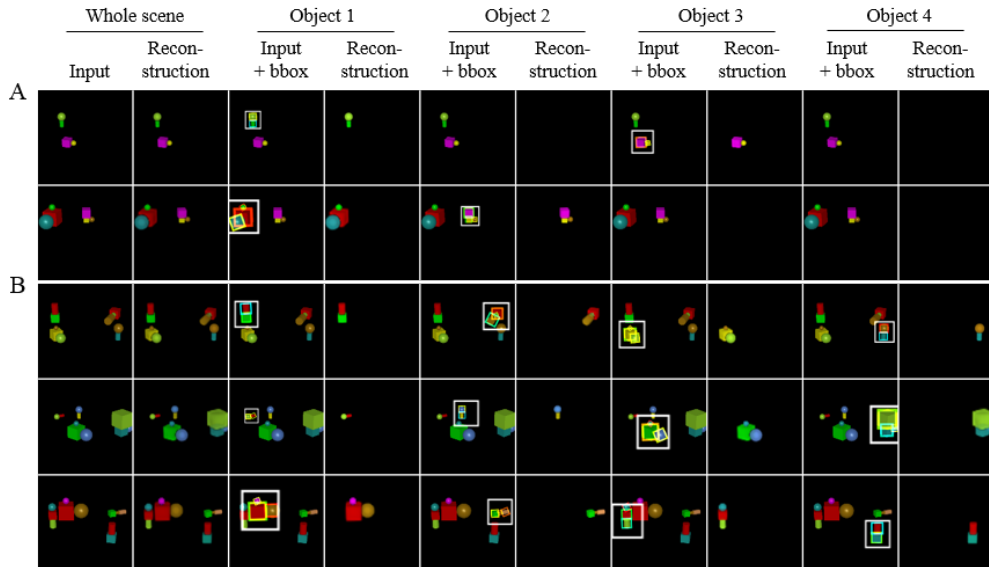 Whole scene Object 1 Object 2 Object 3 Object 4
Input Recon-struction Input + bbox Recon-struction Input + bbox Recon-struction Input + bbox Recon-struction Input + bbox Recon-struction
A
B